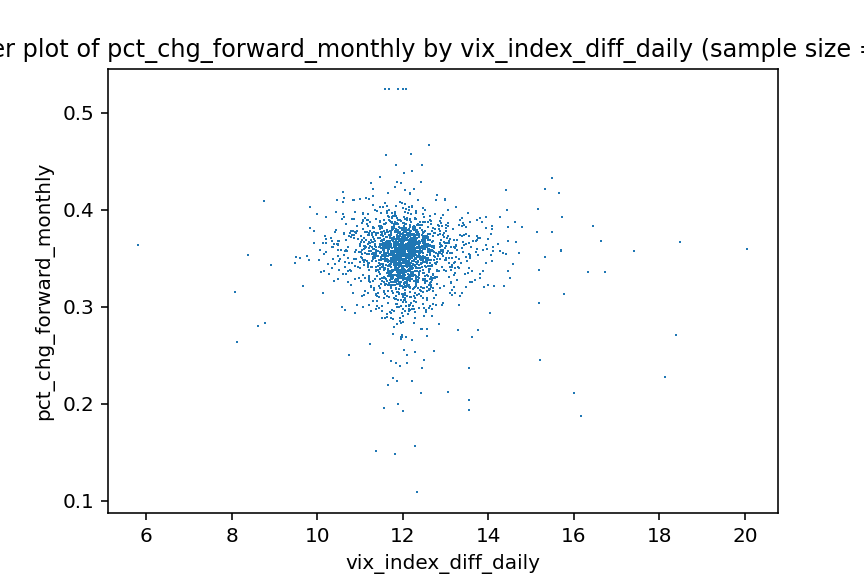 er plot of pct_chg_forward_monthly by vix_index_diff_daily (sample size =
0.5
0.4
0.3
0.2
0.1
pct_chg_forward_monthly
6 8 10 12 14 16 18 20
vix_index_diff_daily